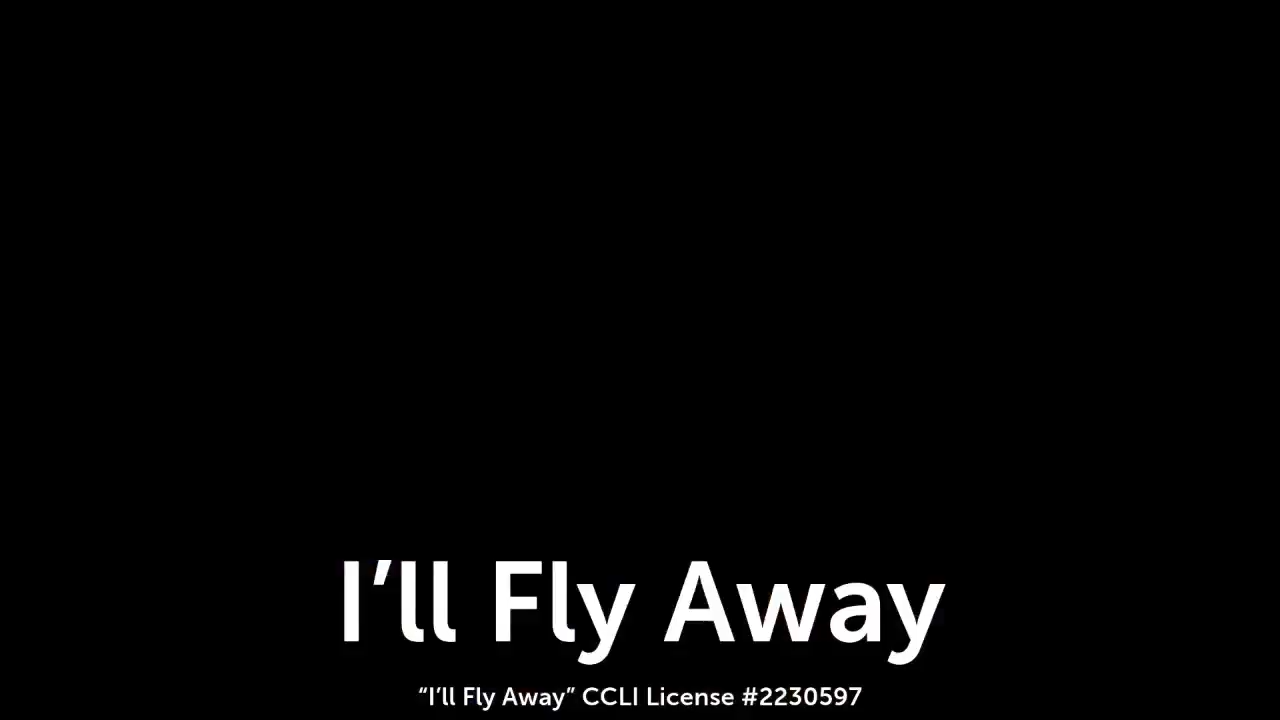 I’ll Fly Away
“I’ll Fly Away” CCLI License #2230597